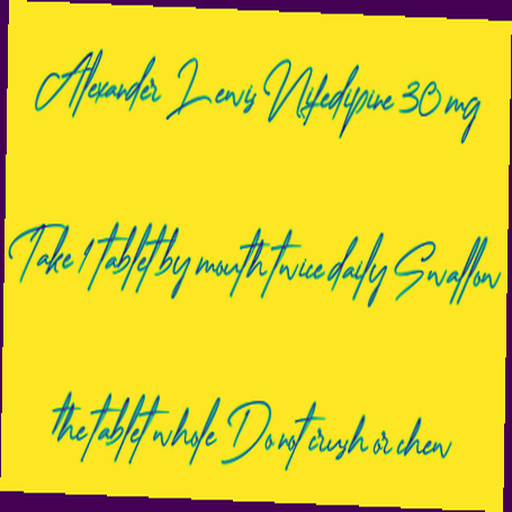 Alexander Lewis Nifedipine 30 mg
Take 1 tablet by mouth twice daily Swallow
the tablet whole Do not crush or chew